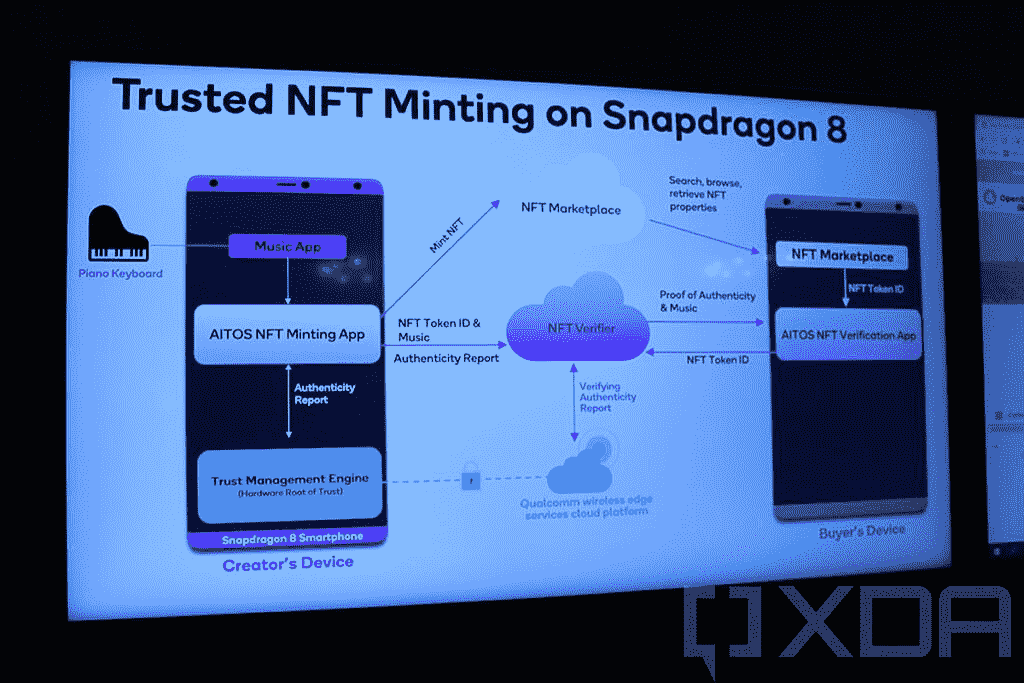 Trusted NFT Minting on Snapdragon 8
Piano Keyboard
Music App
AITOS NFT Minting App
Authenticity
Report
Trust Management Engine
(Hardware Root of Trust)
Snapdragon 8 Smartphone
Creator's Device
Mint NFT
NFT Marketplace
NFT Token ID &
Music
Authenticity Report
NFT Verifier
Verifying
Authenticity
Report
Qualcomm wireless edge
services cloud platform
Search, browse,
retrieve NFT
properties
Proof of Authenticity
& Music
NFT Token ID
NFT Marketplace
NFT Token ID
AITOS NFT Verification App
Buyer's Device
XDA